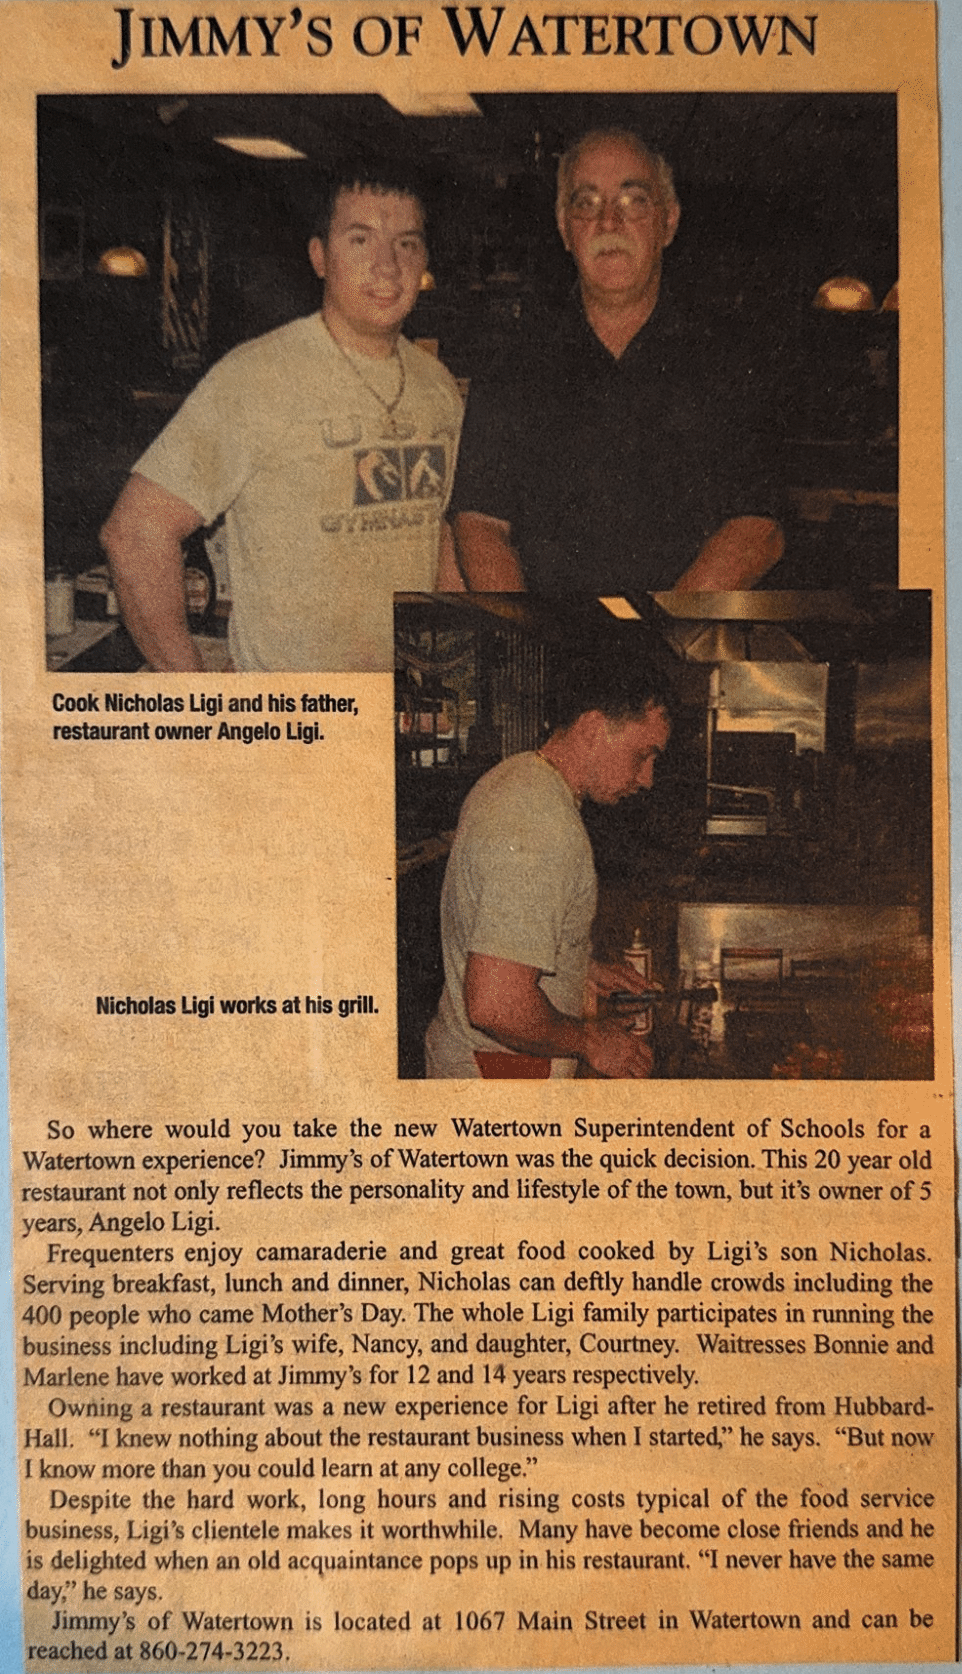 JIMMY'S OF WATERTOWN
USA
GYMNAST
Cook Nicholas Ligi and his father,
restaurant owner Angelo Ligi.
Nicholas Ligi works at his grill.
So where would you take the new Watertown Superintendent of Schools for a
Watertown experience? Jimmy's of Watertown was the quick decision. This 20 year old
restaurant not only reflects the personality and lifestyle of the town, but it's owner of 5
years, Angelo Ligi.
Frequenters enjoy camaraderie and great food cooked by Ligi's son Nicholas.
Serving breakfast, lunch and dinner, Nicholas can deftly handle crowds including the
400 people who came Mother's Day. The whole Ligi family participates in running the
business including Ligi's wife, Nancy, and daughter, Courtney. Waitresses Bonnie and
Marlene have worked at Jimmy's for 12 and 14 years respectively.
Owning a restaurant was a new experience for Ligi after he retired from Hubbard-
Hall. "I knew nothing about the restaurant business when I started," he says. "But now
I know more than you could learn at any college."
Despite the hard work, long hours and rising costs typical of the food service
business, Ligi's clientele makes it worthwhile. Many have become close friends and he
is delighted when an old acquaintance pops up in his restaurant. "I never have the same
day," he says.
Jimmy's of Watertown is located at 1067 Main Street in Watertown and can be
reached at 860-274-3223.